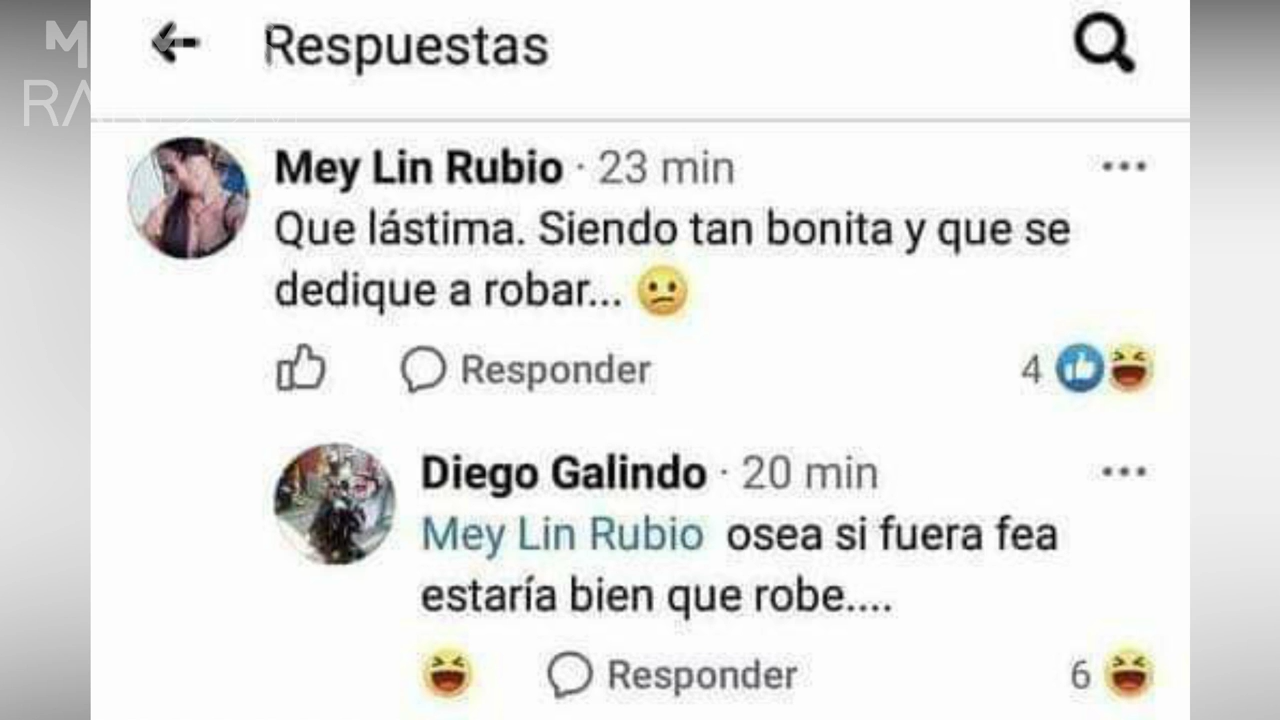 Respuestas
Mey Lin Rubio · 23 min
Que lástima. Siendo tan bonita y que se
dedique a robar...
Responder
4
Diego Galindo · 20 min
Mey Lin Rubio osea si fuera fea
estaría bien que robe....
Responder
6